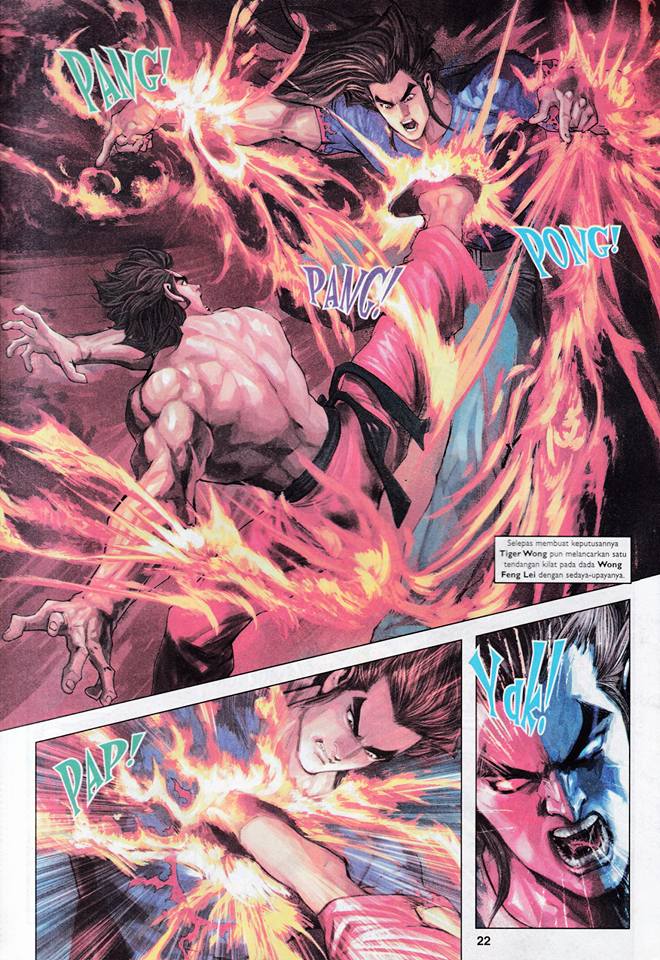 PANG!
PANG!
PONG!
Selepas membuat keputusannya
Tiger Wong pun melancarkan satu
tendangan kilat pada dada Wong
Feng Lei dengan sedaya-upayanya.
PAP!
Yak!
22